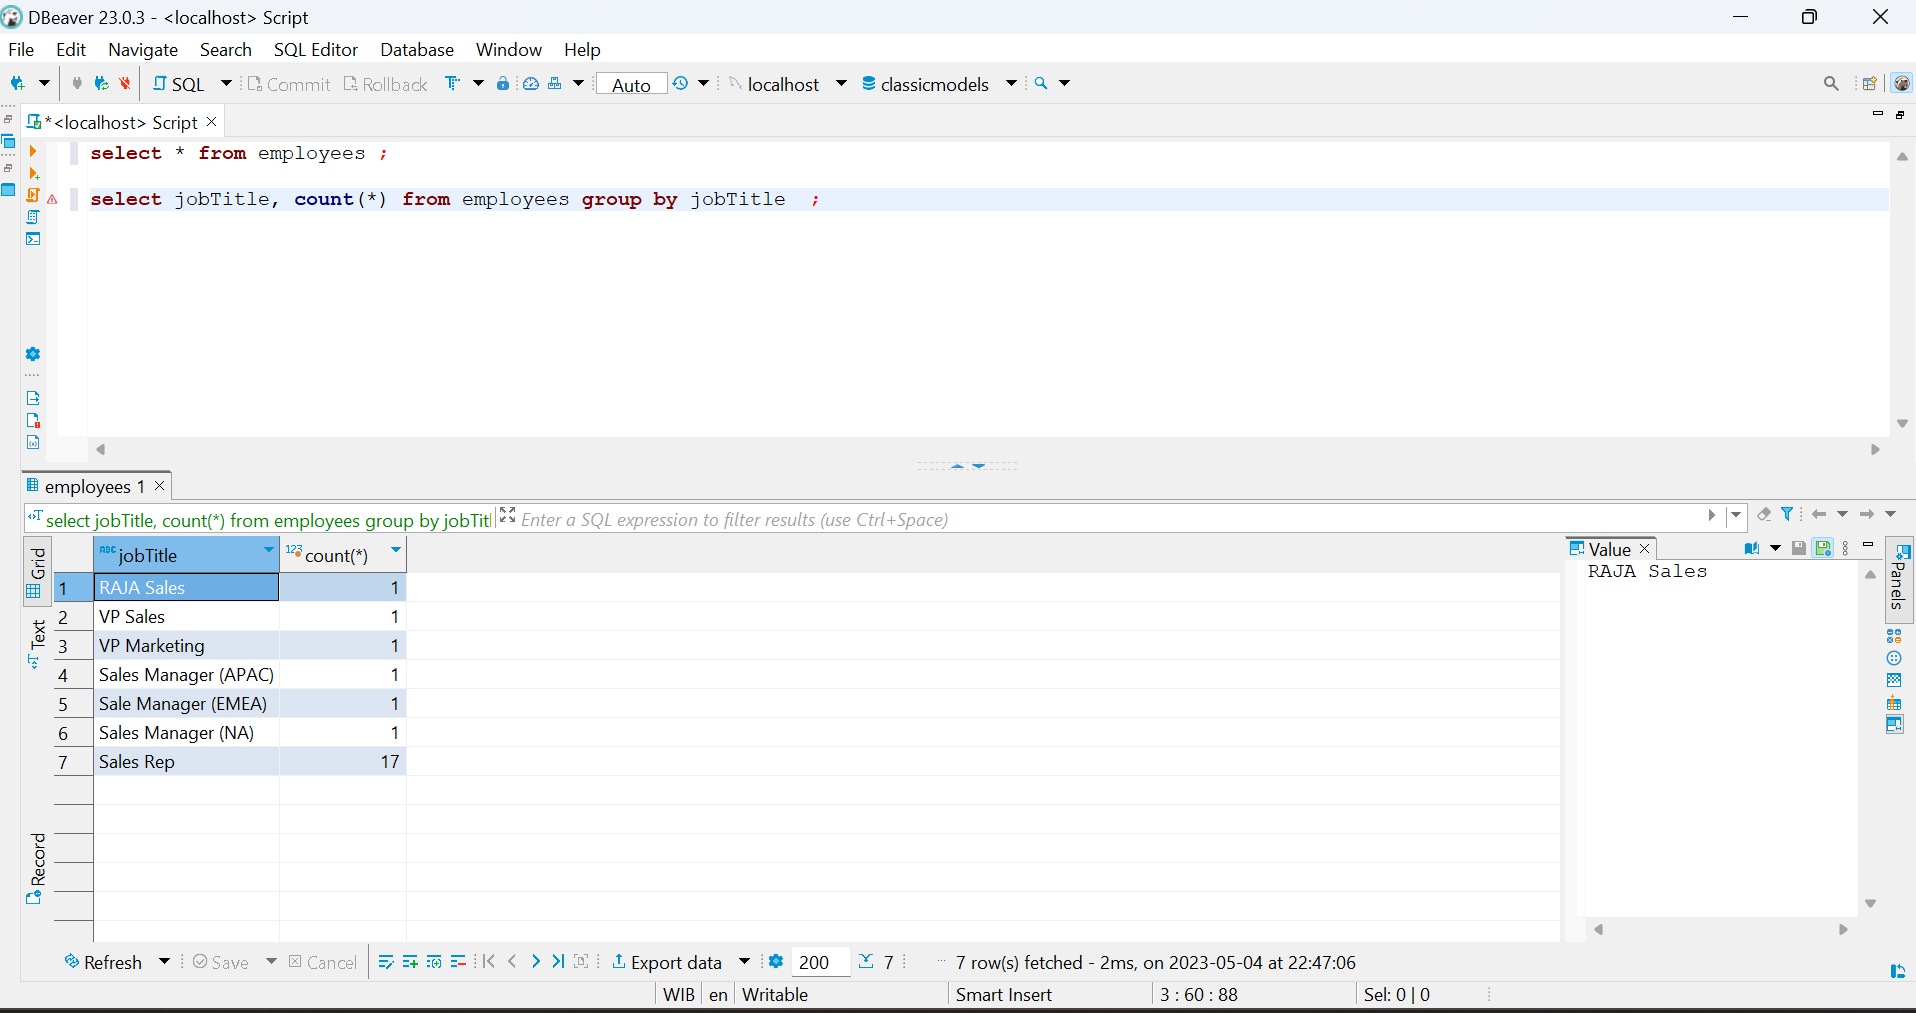 DBeaver 23.0.3 - <localhost> Script
File Edit Navigate Search SQL Editor Database Window Help
SQL Commit Rollback Auto localhost classicmodels
*<localhost> Script
select * from employees ;
select jobTitle, count(*) from employees group by jobTitle ;
employees 1
select jobTitle, count(*) from employees group by jobTitl Enter a SQL expression to filter results (use Ctrl+Space)
Grid
Text
Record
ABC jobTitle 123 count(*)
1 RAJA Sales 1
2 VP Sales 1
3 VP Marketing 1
4 Sales Manager (APAC) 1
5 Sale Manager (EMEA) 1
6 Sales Manager (NA) 1
7 Sales Rep 17
Value
RAJA Sales
Panels
Refresh Save Cancel Export data 200 7 7 row(s) fetched - 2ms, on 2023-05-04 at 22:47:06
WIB en Writable Smart Insert 3 : 60 : 88 Sel: 0 | 0